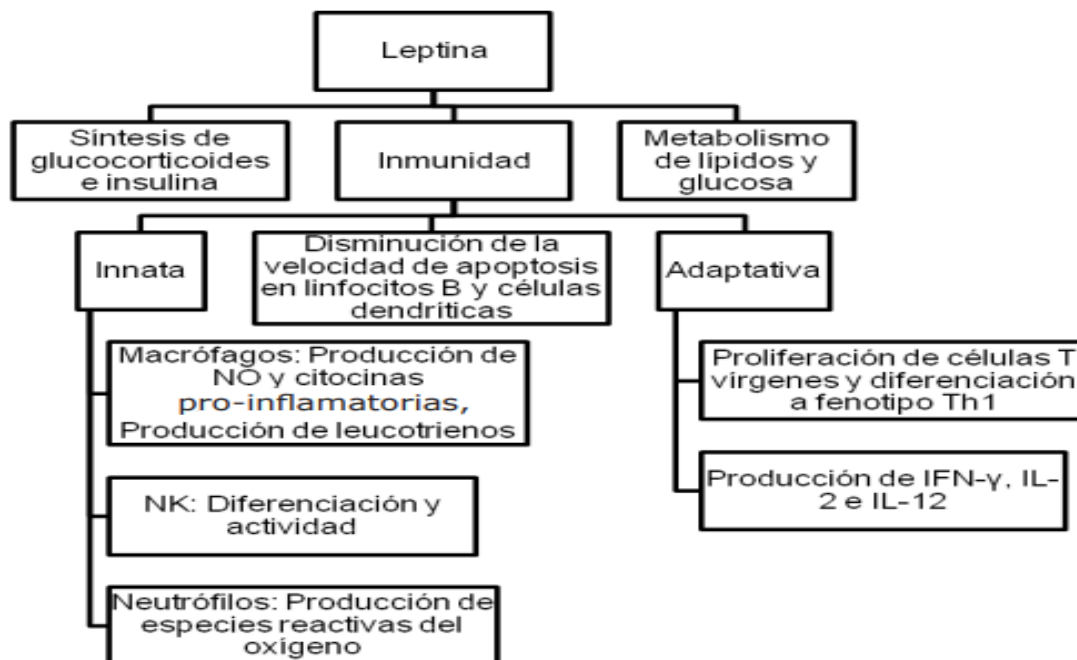 Leptina
Síntesis de
glucocorticoides
e insulina
Inmunidad
Metabolismo
de lípidos y
glucosa
Innata
Disminución de la
velocidad de apoptosis
en linfocitos B y células
dendríticas
Adaptativa
Macrófagos: Producción de
NO y citocinas
pro-inflamatorias,
Producción de leucotrienos
NK: Diferenciación y
actividad
Neutrófilos: Producción de
especies reactivas del
oxígeno
Proliferación de células T
vírgenes y diferenciación
a fenotipo Th1
Producción de IFN-γ, IL-
2 e IL-12